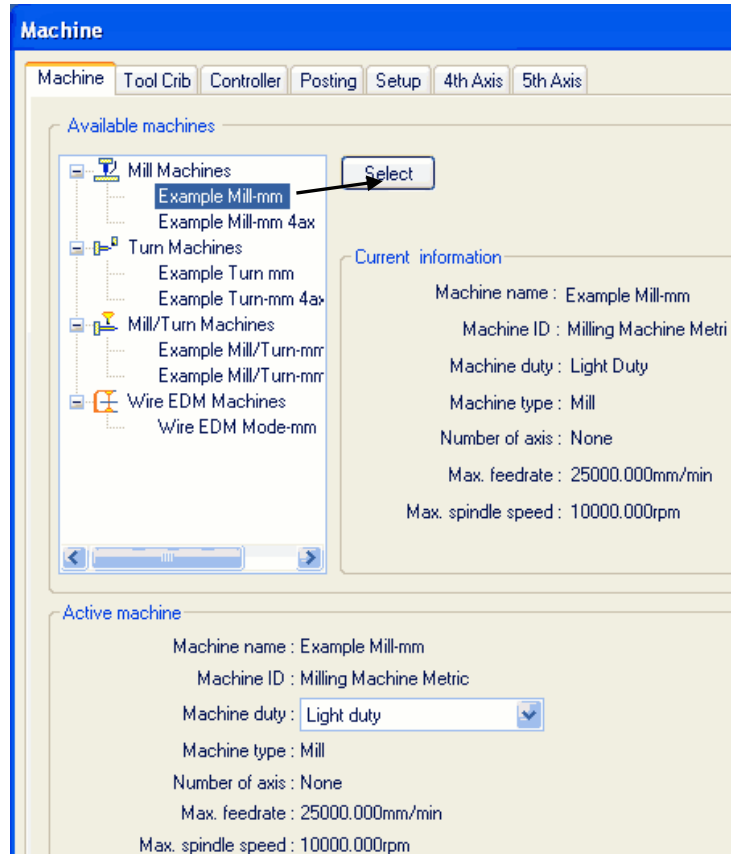 Machine
Machine Tool Crib Controller Posting Setup 4th Axis 5th Axis
Available machines
Mill Machines
Example Mill-mm
Example Mill-mm 4ax
Turn Machines
Example Turn mm
Example Turn-mm 4ax
Mill/Turn Machines
Example Mill/Turn-mm
Example Mill/Turn-mm
Wire EDM Machines
Wire EDM Mode-mm
Select
Current information
Machine name : Example Mill-mm
Machine ID : Milling Machine Metri
Machine duty : Light Duty
Machine type : Mill
Number of axis : None
Max. feedrate : 25000.000mm/min
Max. spindle speed : 10000.000rpm
Active machine
Machine name : Example Mill-mm
Machine ID : Milling Machine Metric
Machine duty : Light duty
Machine type : Mill
Number of axis : None
Max. feedrate : 25000.000mm/min
Max. spindle speed : 10000.000rpm